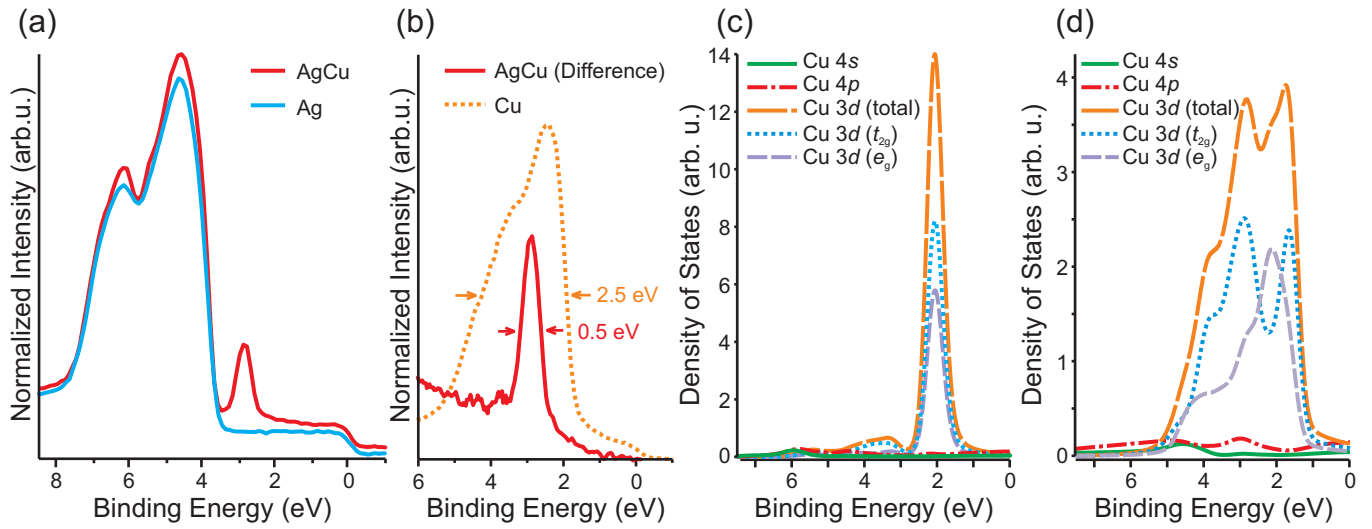 (a)
Normalized Intensity (arb.u.)
AgCu
Ag
8 6 4 2 0
Binding Energy (eV)
(b)
Normalized Intensity (arb.u.)
AgCu (Difference)
Cu
2.5 eV
0.5 eV
6 4 2 0
Binding Energy (eV)
(c)
Density of States (arb. u.)
14
12
10
8
6
4
2
0
Cu 4s
Cu 4p
Cu 3d (total)
Cu 3d (t2g)
Cu 3d (eg)
6 4 2 0
Binding Energy (eV)
(d)
Density of States (arb. u.)
4
3
2
1
0
Cu 4s
Cu 4p
Cu 3d (total)
Cu 3d (t2g)
Cu 3d (eg)
6 4 2 0
Binding Energy (eV)